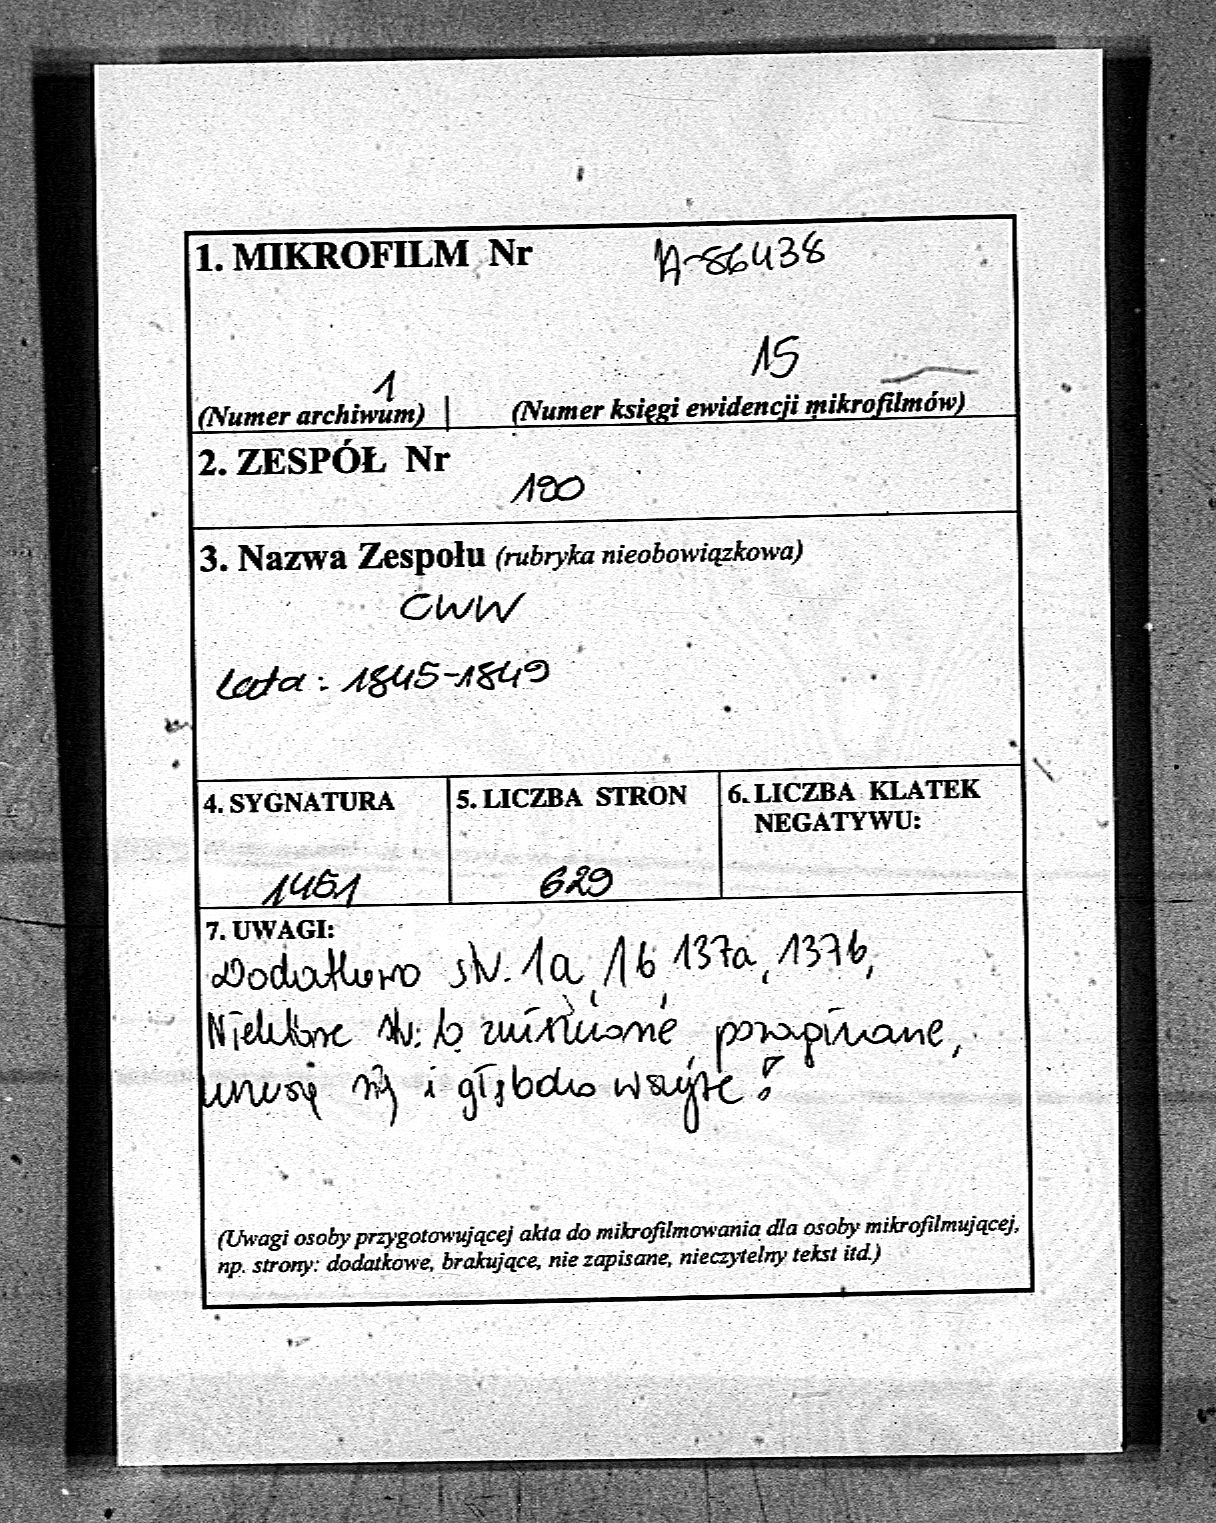 1. MIKROFILM Nr A-86438
1 15
(Numer archiwum) | (Numer księgi ewidencji mikrofilmów)
2. ZESPÓŁ Nr
190
3. Nazwa Zespołu (rubryka nieobowiązkowa)
CWW
Lata: 1845-1849
4. SYGNATURA 5. LICZBA STRON 6. LICZBA KLATEK
NEGATYWU:
1451 629
7. UWAGI:
Dodatkowo str. 1a, 1b, 137a, 137b,
Niektóre str. b. zniszczone, pozaginane,
i głęboko wszyte!
(Uwagi osoby przygotowującej akta do mikrofilmowania dla osoby mikrofilmującej,
np. strony: dodatkowe, brakujące, nie zapisane, nieczytelny tekst itd.)